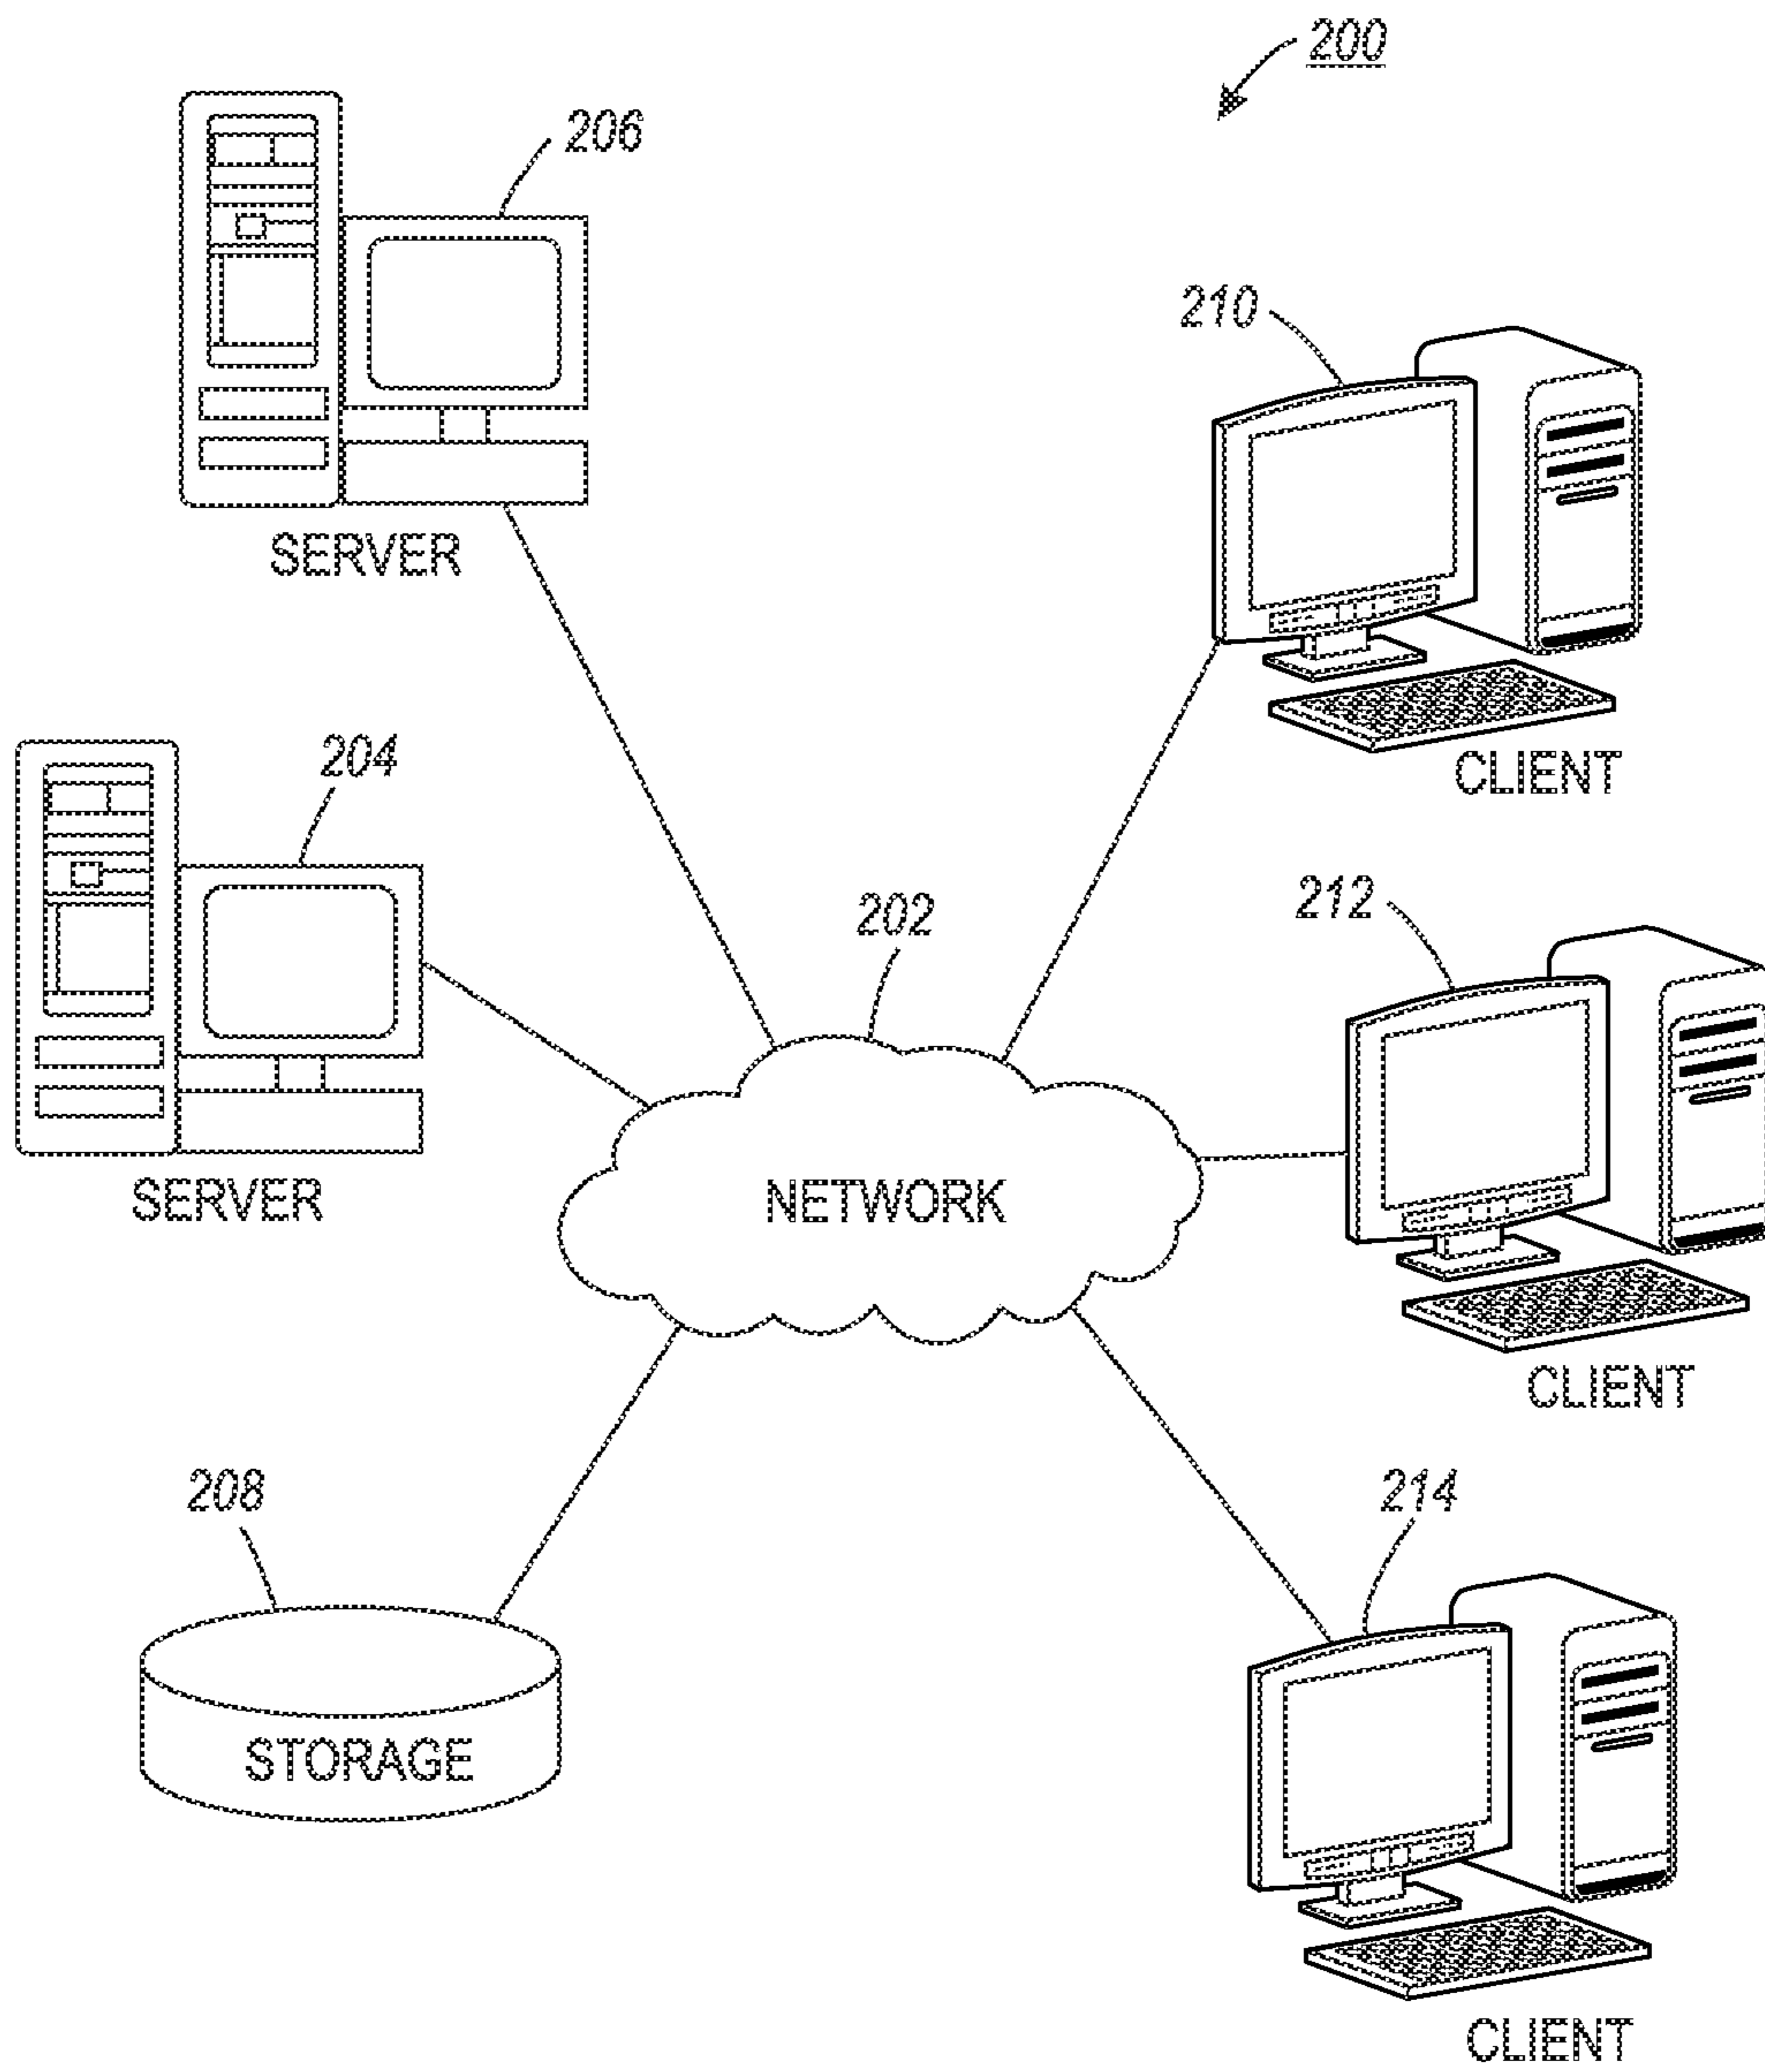 200
206
SERVER
210
CLIENT
204
SERVER
202
NETWORK
212
CLIENT
208
STORAGE
214
CLIENT